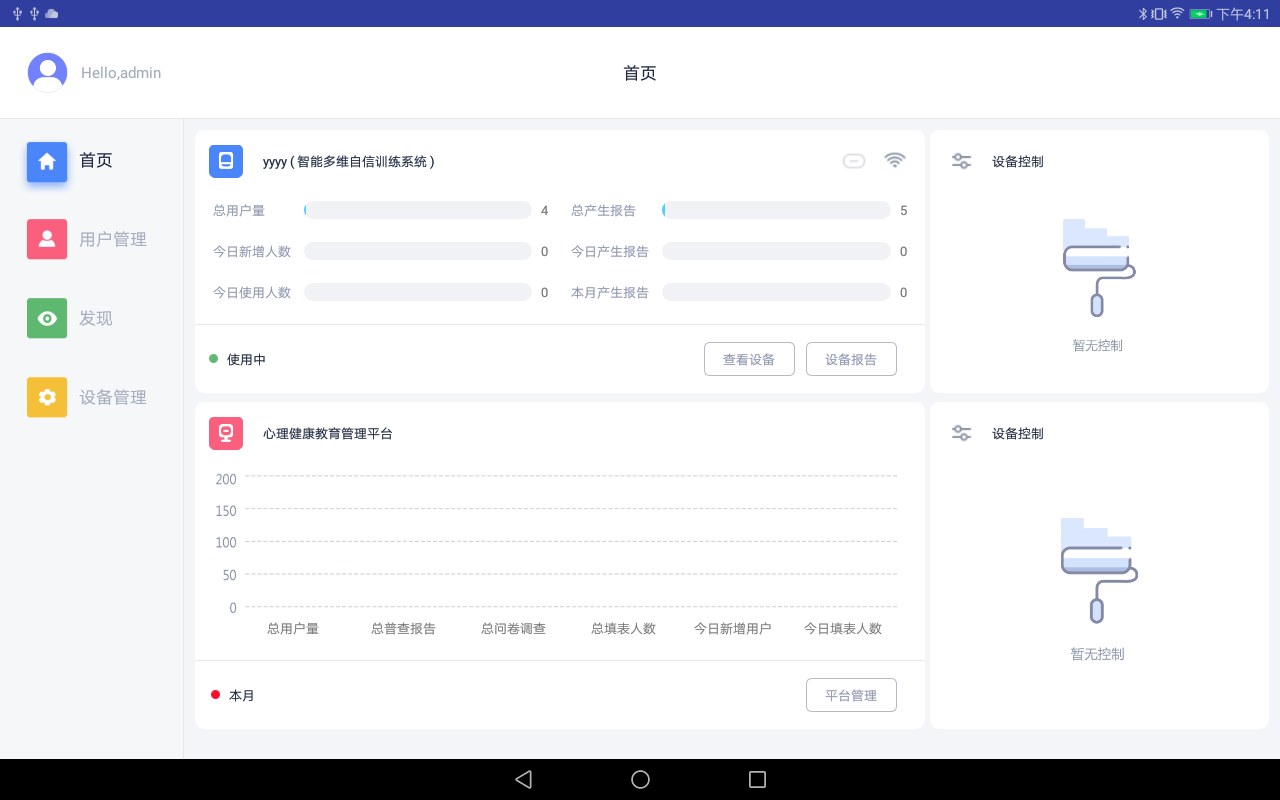 下午4:11
Hello,admin
首页
首页
用户管理
发现
设备管理
yyyy ( 智能多维自信训练系统 )
总用户量 4 总产生报告 5
今日新增人数 0 今日产生报告 0
今日使用人数 0 本月产生报告 0
使用中 查看设备 设备报告
设备控制
暂无控制
心理健康教育管理平台
200
150
100
50
0
总用户量 总普查报告 总问卷调查 总填表人数 今日新增用户 今日填表人数
本月 平台管理
设备控制
暂无控制